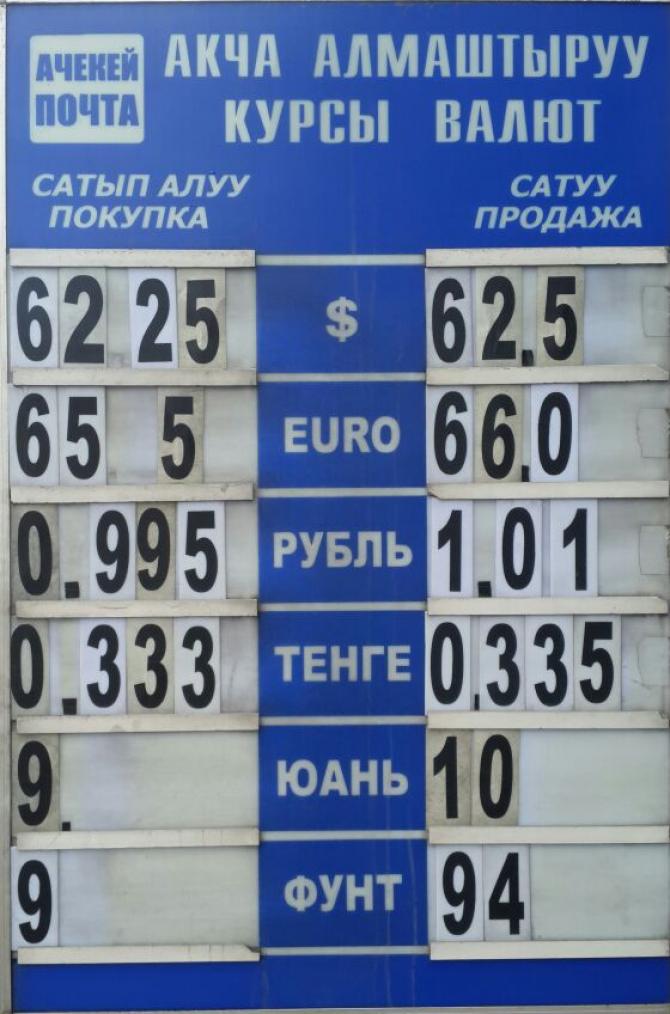 АЧЕКЕЙ
ПОЧТА
АКЧА АЛМАШТЫРУУ
КУРСЫ ВАЛЮТ
САТЫП АЛУУ
ПОКУПКА
САТУУ
ПРОДАЖА
62 25 $ 62.5
65 5 EURO 66.0
0.995 РУБЛЬ 1.01
0.333 ТЕНГЕ 0.335
9. ЮАНЬ 10
9 ФУНТ 94